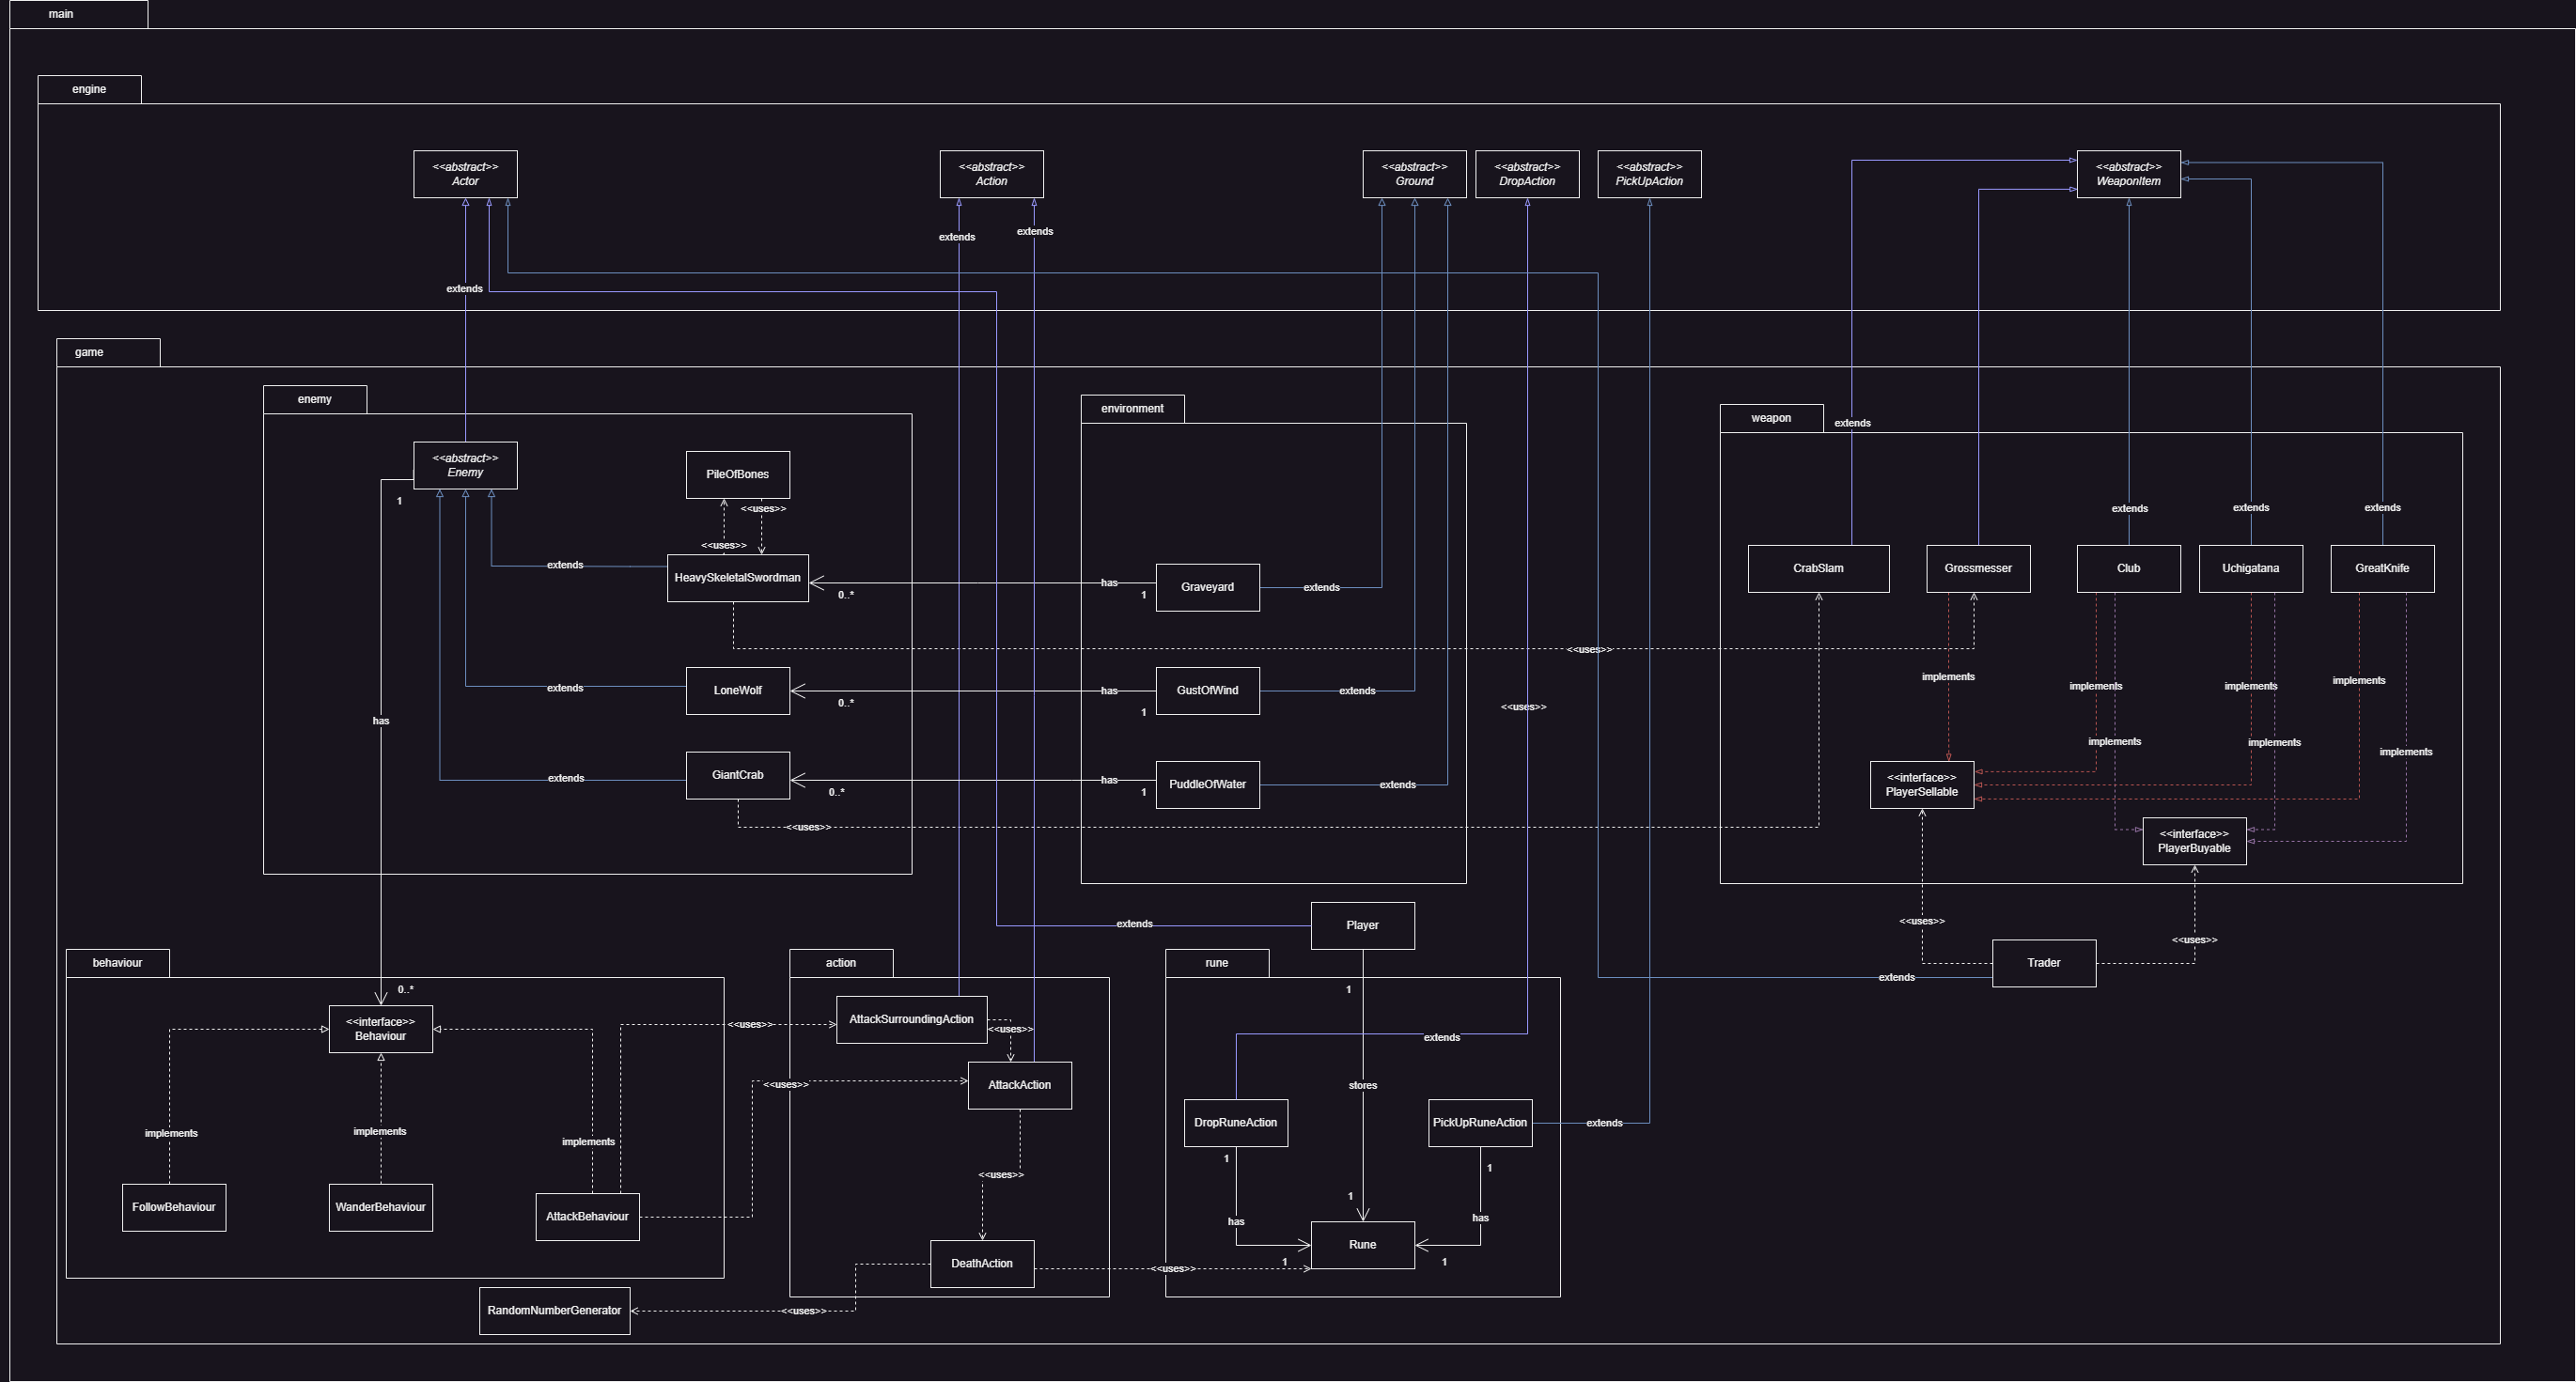 main
engine
<<abstract>>
Actor
<<abstract>>
Action
<<abstract>>
Ground
<<abstract>>
DropAction
<<abstract>>
PickUpAction
<<abstract>>
WeaponItem
extends
extends
extends
game
enemy
environment
weapon
extends
<<abstract>>
Enemy
1
PileOfBones
<<uses>>
<<uses>>
extends
HeavySkeletalSwordman
0..*
has
1
Graveyard
extends
extends
extends
extends
CrabSlam
Grossmesser
Club
Uchigatana
GreatKnife
<<uses>>
extends
LoneWolf
0..*
has
1
GustOfWind
extends
<<uses>>
implements
implements
implements
implements
has
extends
GiantCrab
0..*
has
1
PuddleOfWater
extends
<<uses>>
implements
implements
implements
<<interface>>
PlayerSellable
<<interface>>
PlayerBuyable
extends
Player
<<uses>>
<<uses>>
Trader
extends
behaviour
action
rune
0..*
1
<<interface>>
Behaviour
<<uses>>
AttackSurroundingAction
<<uses>>
extends
<<uses>>
AttackAction
stores
implements
implements
implements
DropRuneAction
PickUpRuneAction
extends
1
1
<<uses>>
1
FollowBehaviour
WanderBehaviour
AttackBehaviour
has
has
Rune
1
1
DeathAction
<<uses>>
RandomNumberGenerator
<<uses>>